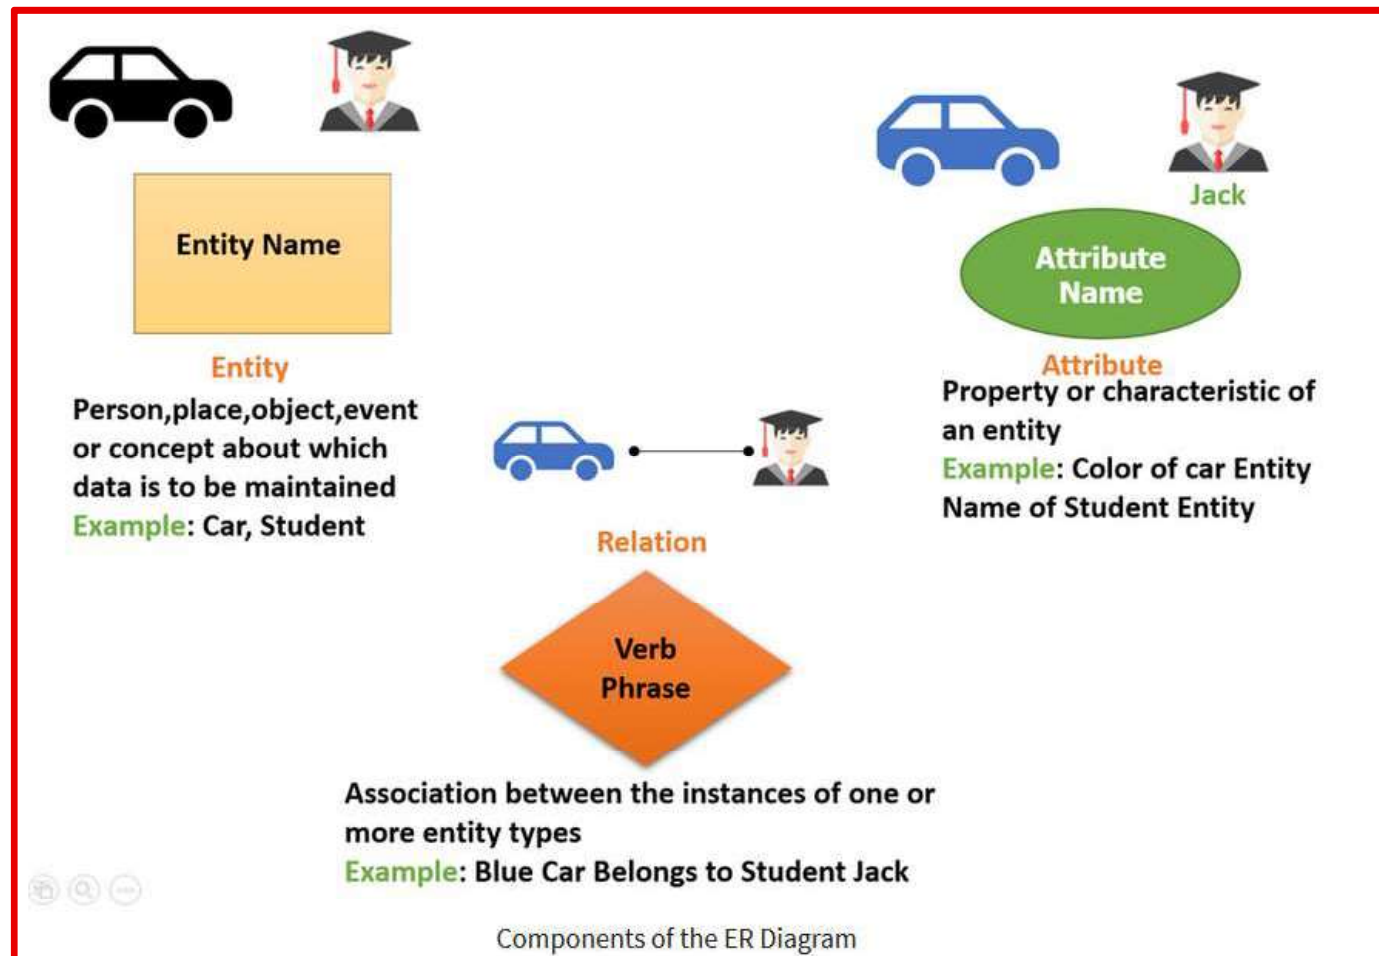 Entity Name
Entity
Person,place,object,event
or concept about which
data is to be maintained
Example: Car, Student
Jack
Attribute
Name
Attribute
Property or characteristic of
an entity
Example: Color of car Entity
Name of Student Entity
Relation
Verb
Phrase
Association between the instances of one or
more entity types
Example: Blue Car Belongs to Student Jack
Components of the ER Diagram